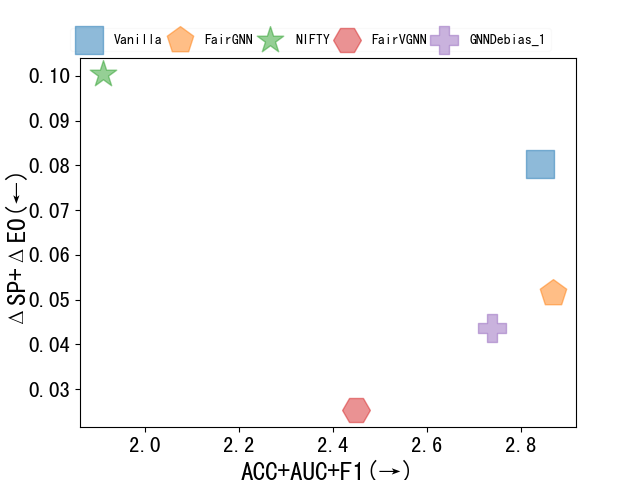 Vanilla FairGNN NIFTY FairVGNN GNNDebias_1
0.10
0.09
0.08
0.07
0.06
0.05
0.04
0.03
ΔSP+ΔEO(←)
2.0 2.2 2.4 2.6 2.8
ACC+AUC+F1(→)